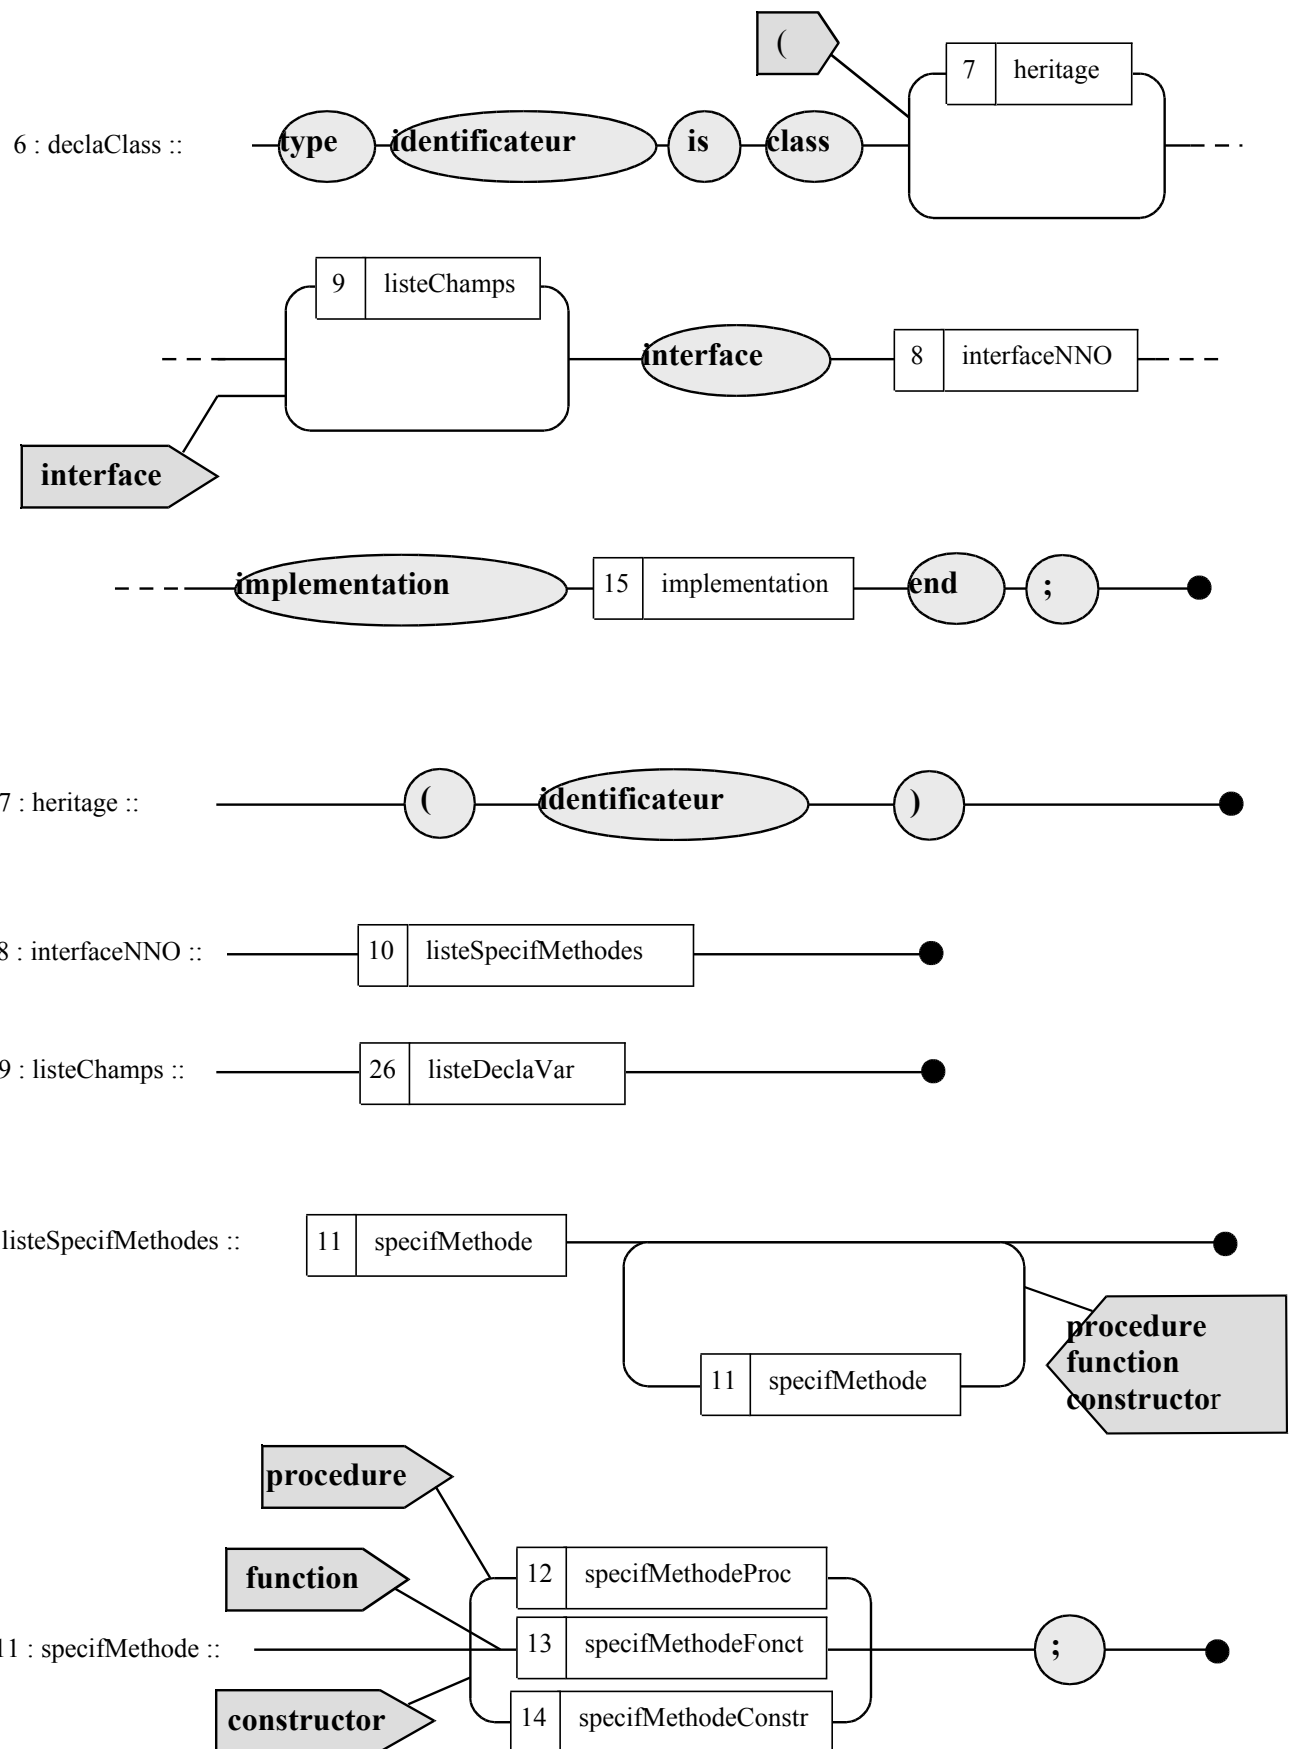 (
7 heritage
6 : declaClass :: type identificateur is class
9 listeChamps
interface 8 interfaceNNO
interface
implementation 15 implementation end ;
7 : heritage :: ( identificateur )
8 : interfaceNNO :: 10 listeSpecifMethodes
9 : listeChamps :: 26 listeDeclaVar
listeSpecifMethodes :: 11 specifMethode
procedure
function
11 specifMethode
constructor
procedure
12 specifMethodeProc
function
11 : specifMethode :: 13 specifMethodeFonct ;
constructor 14 specifMethodeConstr